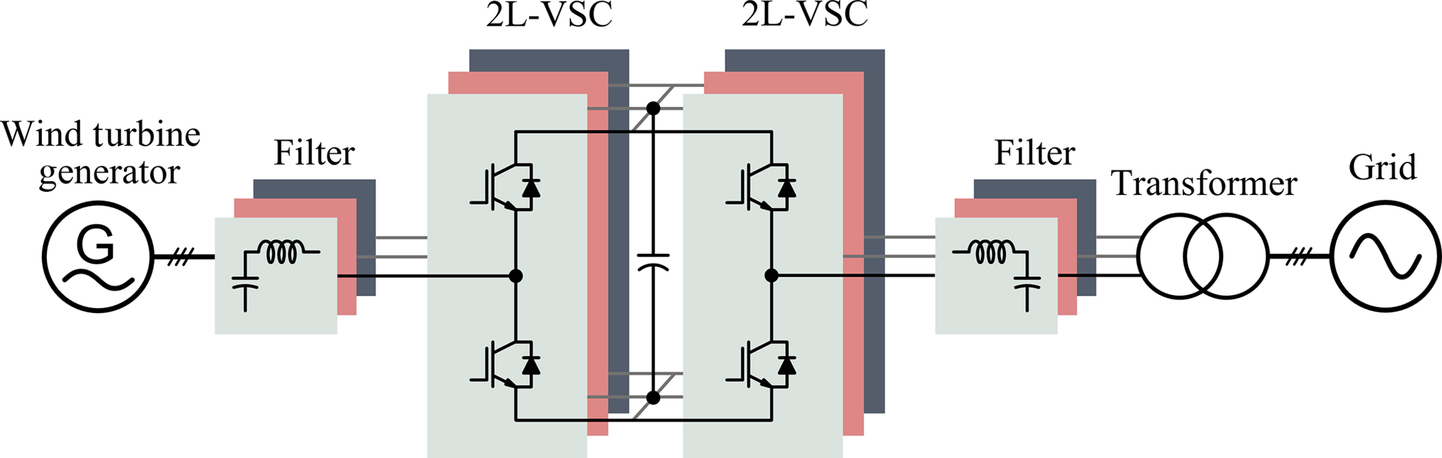 2L-VSC
2L-VSC
Wind turbine
generator
Filter
Filter
Transformer
Grid
G